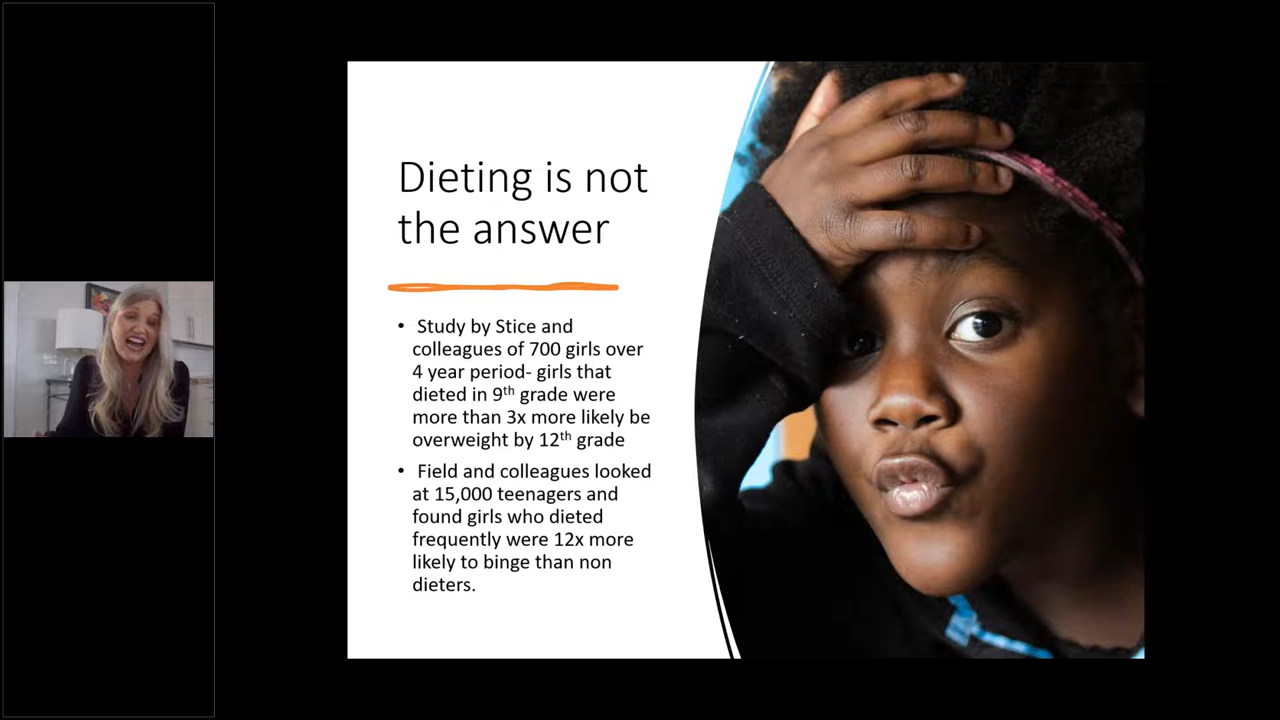 Dieting is not
the answer
• Study by Stice and
colleagues of 700 girls over
4 year period- girls that
dieted in 9th grade were
more than 3x more likely be
overweight by 12th grade
• Field and colleagues looked
at 15,000 teenagers and
found girls who dieted
frequently were 12x more
likely to binge than non
dieters.